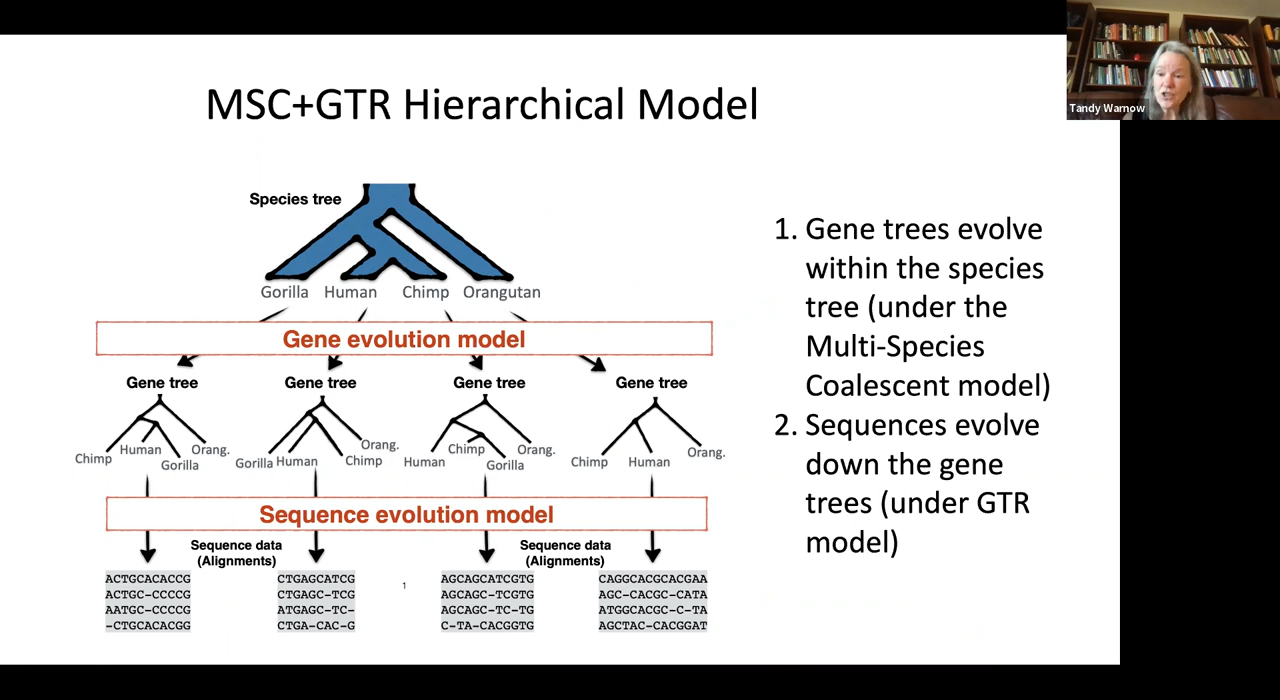 Tandy Warnow
MSC+GTR Hierarchical Model
Species tree
Gorilla Human Chimp Orangutan
Gene evolution model
Gene tree Gene tree Gene tree Gene tree
Chimp Human Gorilla Orang.
Gorilla Human Chimp Orang.
Human Chimp Gorilla Orang.
Chimp Human Orang.
Sequence evolution model
Sequence data
(Alignments)
Sequence data
(Alignments)
ACTGCACACCG
ACTGC-CCCCG
AATGC-CCCCG
-CTGCACACGG
CTGAGCATCG
CTGAGC-TCG
ATGAGC-TC-
CTGA-CAC-G
1
AGCAGCATCGTG
AGCAGC-TCGTG
AGCAGC-TC-TG
C-TA-CACGGTG
CAGGCACGCACGAA
AGC-CACGC-CATA
ATGGCACGC-C-TA
AGCTAC-CACGGAT
1. Gene trees evolve
within the species
tree (under the
Multi-Species
Coalescent model)
2. Sequences evolve
down the gene
trees (under GTR
model)